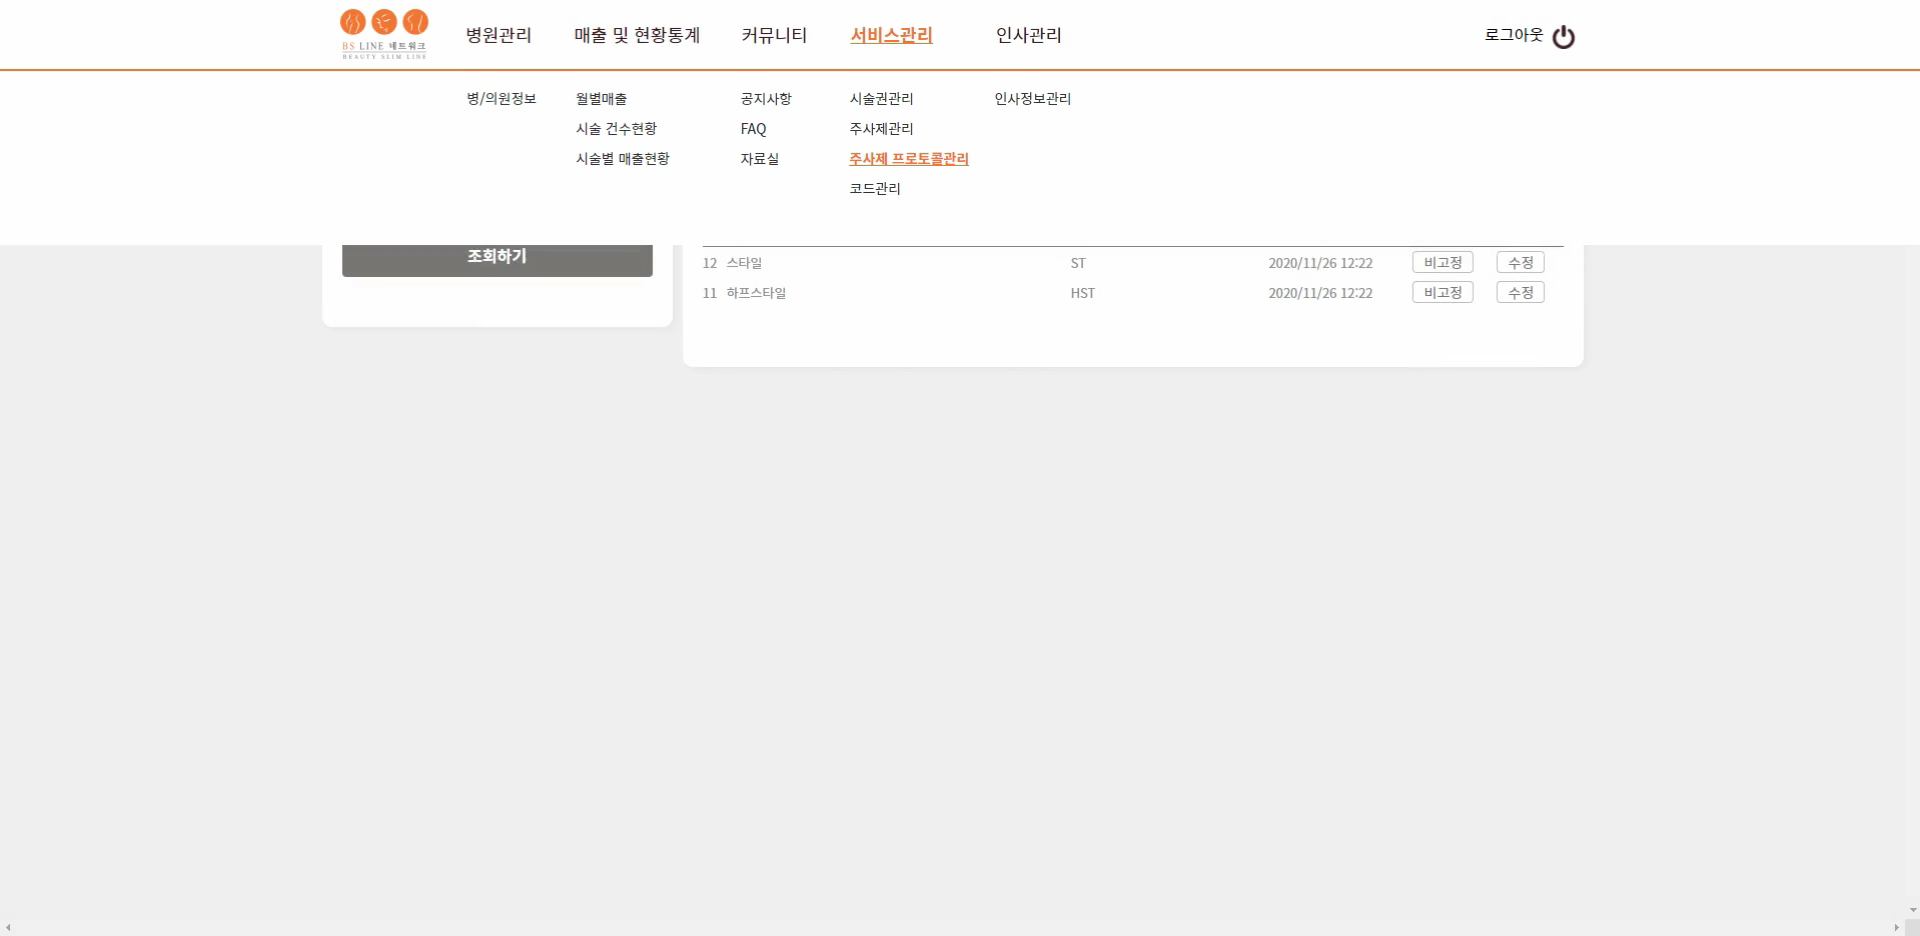 BS LINE 네트워크
BEAUTY SLIM LINE
병원관리 매출 및 현황통계 커뮤니티 서비스관리 인사관리 로그아웃
병/의원정보 월별매출 공지사항 시술권관리 인사정보관리
시술 건수현황 FAQ 주사제관리
시술별 매출현황 자료실 주사제 프로토콜관리
코드관리
조회하기
12 스타일 ST 2020/11/26 12:22 비고정 수정
11 하프스타일 HST 2020/11/26 12:22 비고정 수정